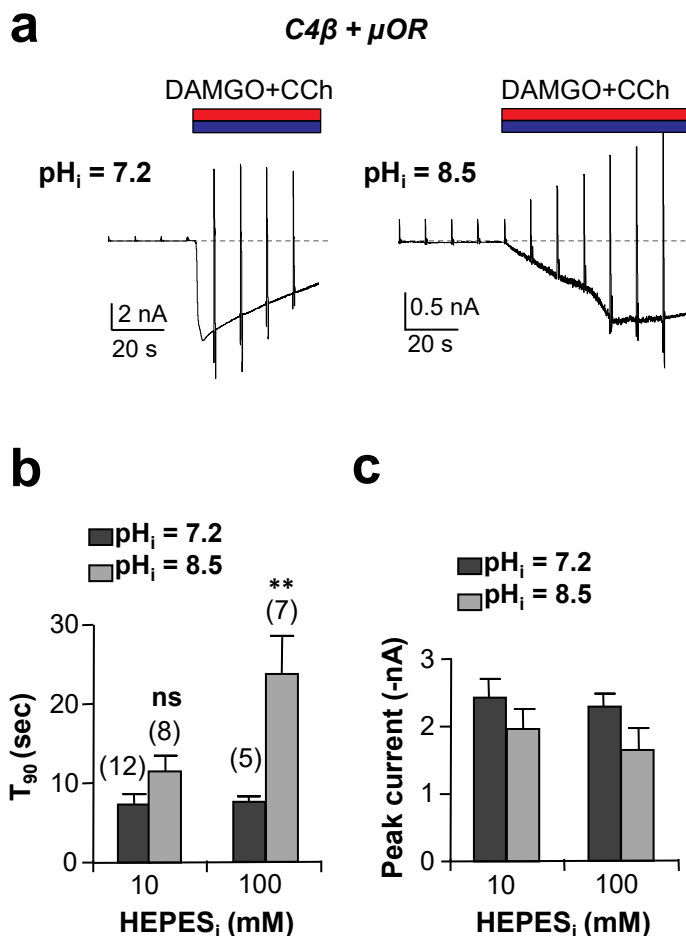 a
C4β + µOR
DAMGO+CCh
DAMGO+CCh
pHi = 7.2
pHi = 8.5
2 nA
20 s
0.5 nA
20 s
b
pHi = 7.2
pHi = 8.5
T90 (sec)
30
20
10
0
(12)
ns
(8)
(5)
**
(7)
10
100
HEPESi (mM)
c
pHi = 7.2
pHi = 8.5
Peak current (-nA)
3
2
1
0
10
100
HEPESi (mM)